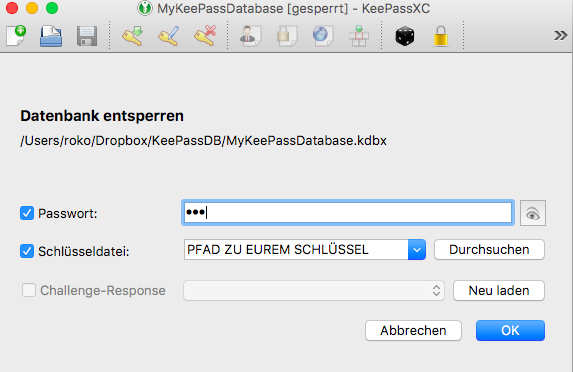 MyKeePassDatabase [gesperrt] - KeePassXC
Datenbank entsperren
/Users/roko/Dropbox/KeePassDB/MyKeePassDatabase.kdbx
Passwort: •••
Schlüsseldatei: PFAD ZU EUREM SCHLÜSSEL Durchsuchen
Challenge-Response Neu laden
Abbrechen OK